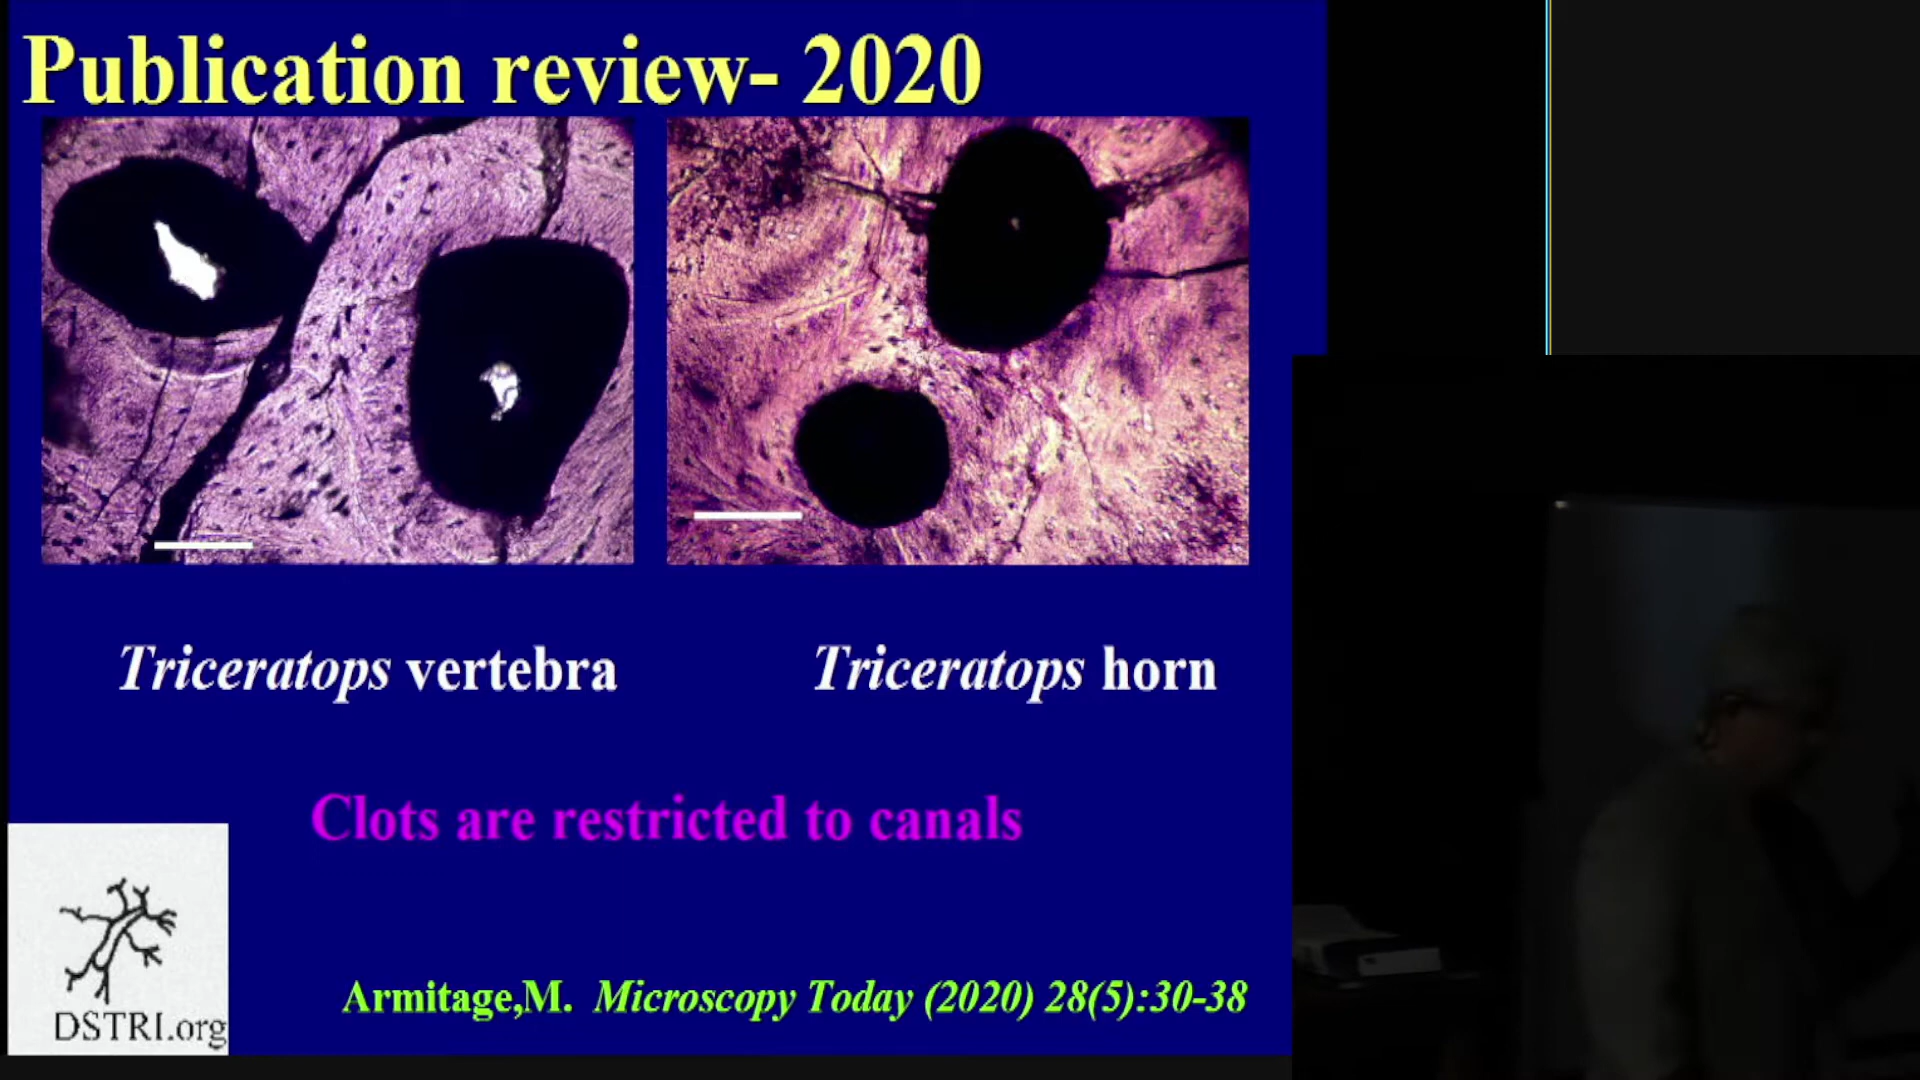 Publication review- 2020
Triceratops vertebra
Triceratops horn
Clots are restricted to canals
DSTRI.org
Armitage,M. Microscopy Today (2020) 28(5):30-38